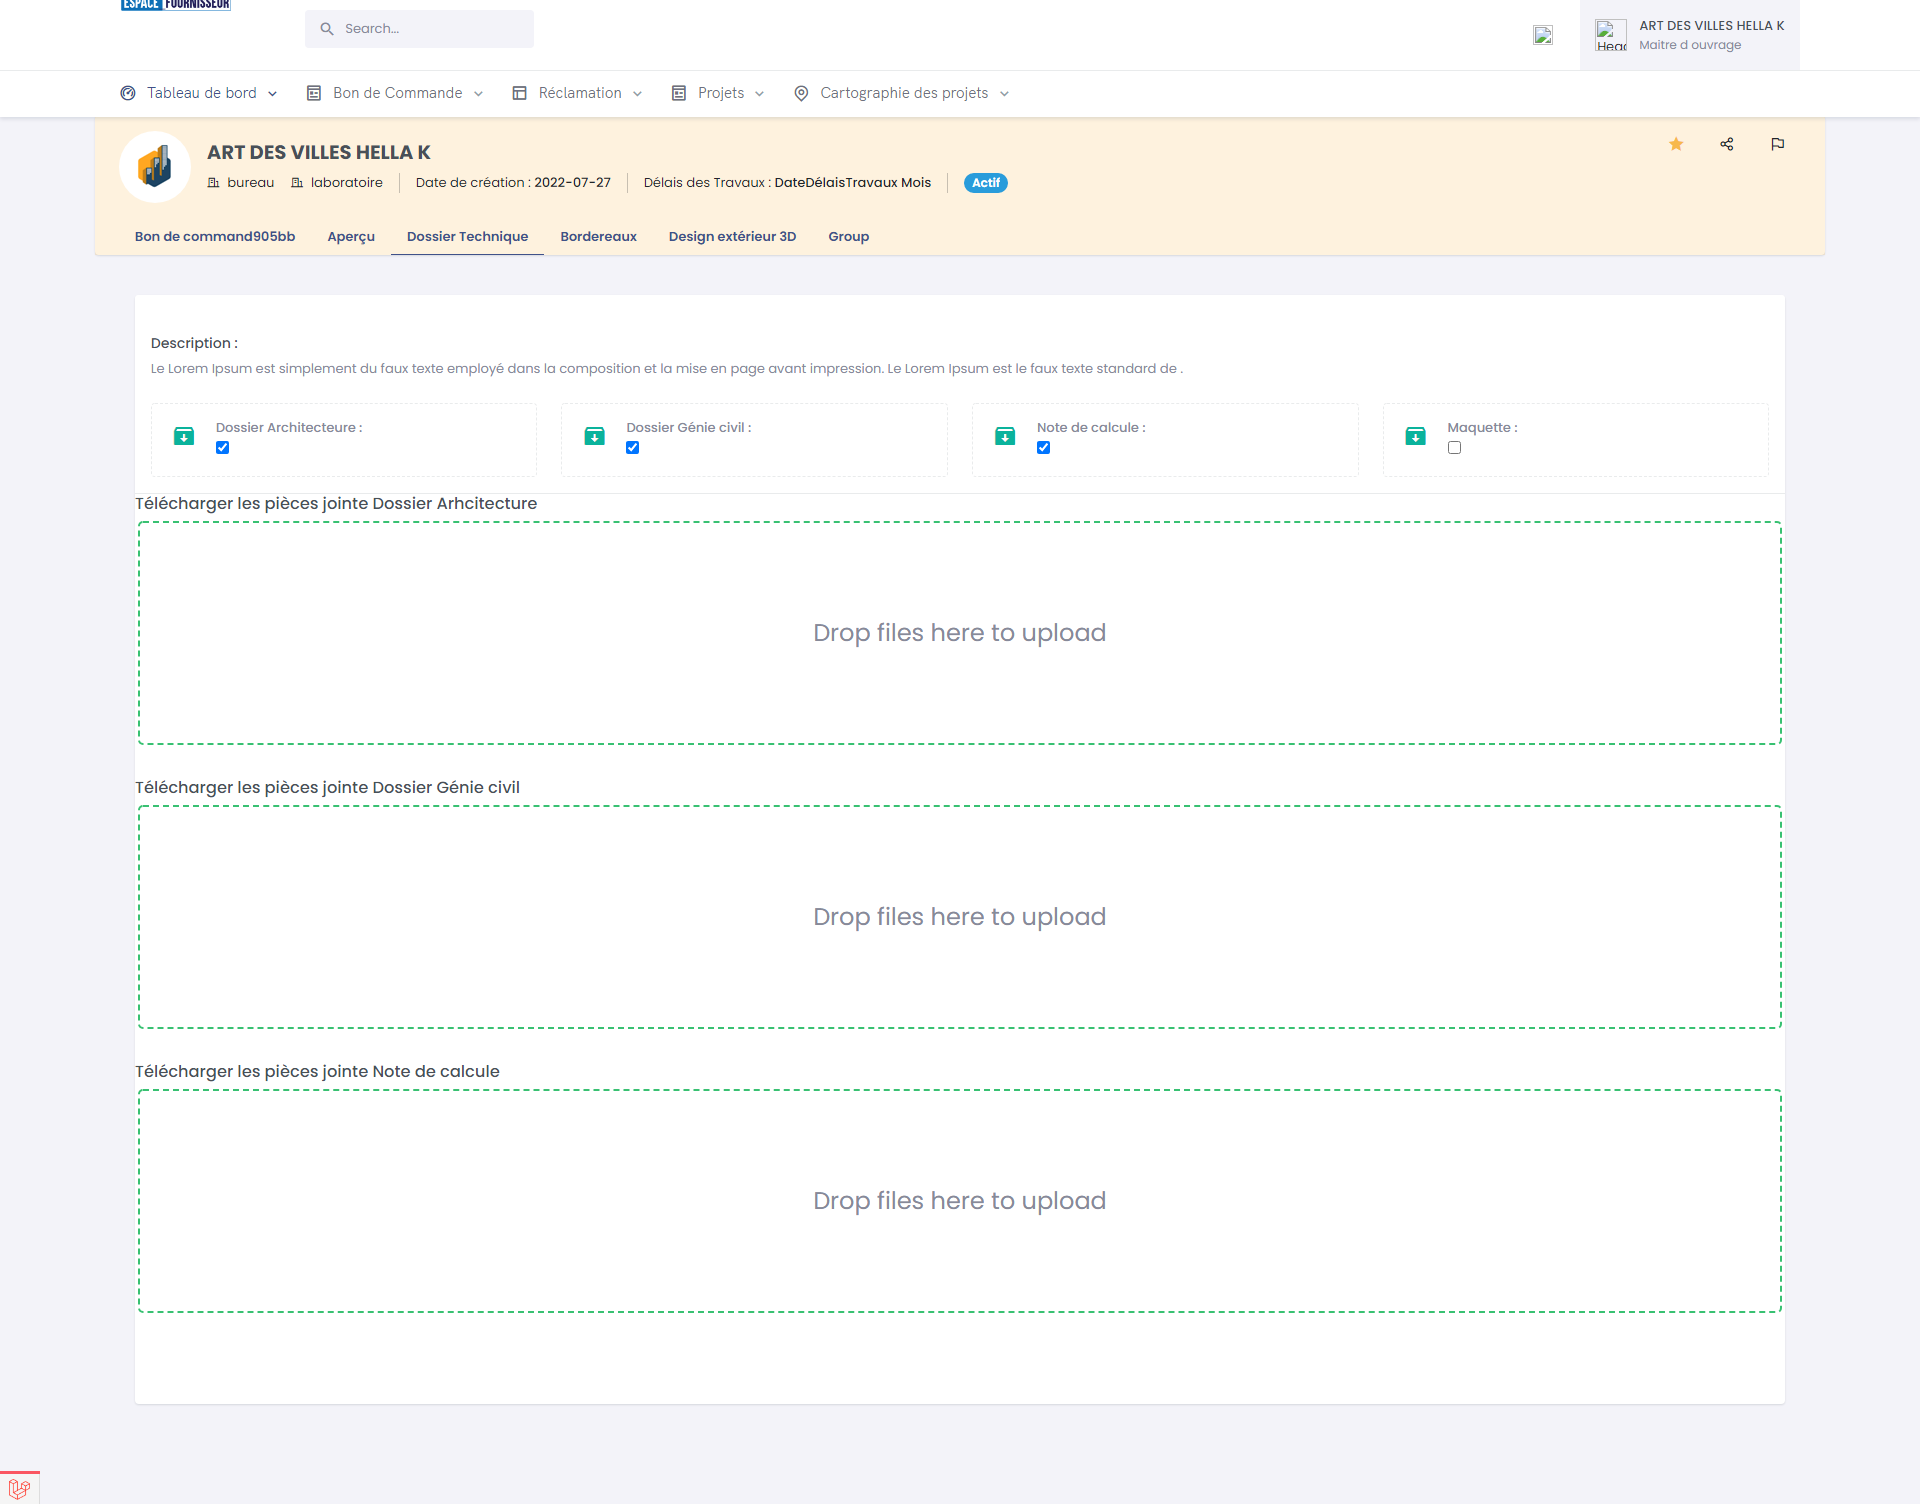 ESPACE FOURNISSEUR
Search...
Head
ART DES VILLES HELLA K
Maitre d ouvrage
Tableau de bord
Bon de Commande
Réclamation
Projets
Cartographie des projets
ART DES VILLES HELLA K
bureau laboratoire Date de création : 2022-07-27 Délais des Travaux : DateDélaisTravaux Mois Actif
Bon de command905bb Aperçu Dossier Technique Bordereaux Design extérieur 3D Group
Description :
Le Lorem Ipsum est simplement du faux texte employé dans la composition et la mise en page avant impression. Le Lorem Ipsum est le faux texte standard de .
Dossier Architecteure :
Dossier Génie civil :
Note de calcule :
Maquette :
Télécharger les pièces jointe Dossier Arhcitecture
Drop files here to upload
Télécharger les pièces jointe Dossier Génie civil
Drop files here to upload
Télécharger les pièces jointe Note de calcule
Drop files here to upload